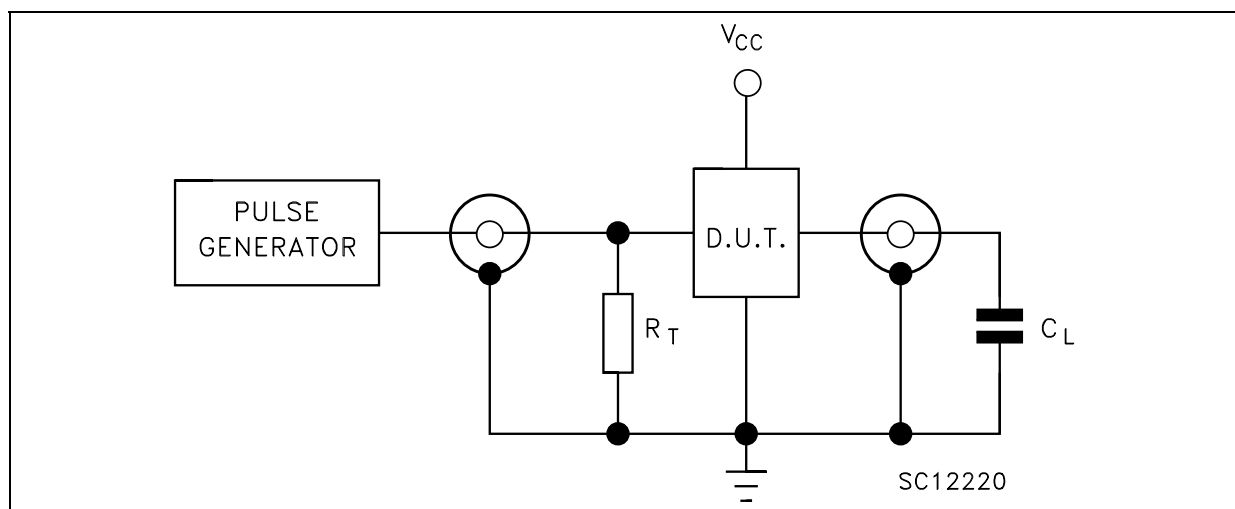 VCC
PULSE
GENERATOR
D.U.T.
RT
CL
SC12220